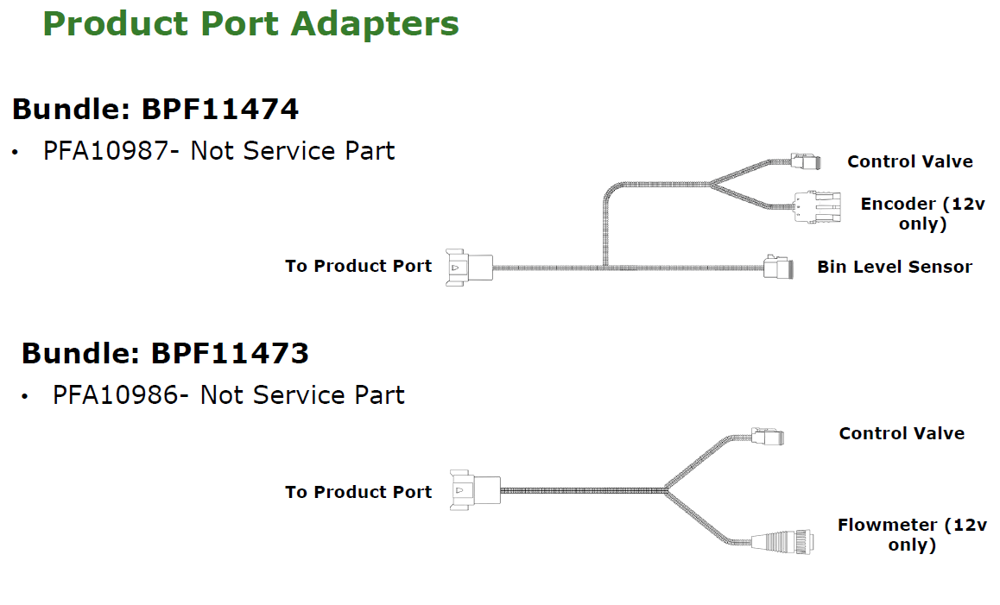 Product Port Adapters
Bundle: BPF11474
• PFA10987- Not Service Part
Control Valve
Encoder (12v
only)
To Product Port
Bin Level Sensor
Bundle: BPF11473
• PFA10986- Not Service Part
Control Valve
To Product Port
Flowmeter (12v
only)